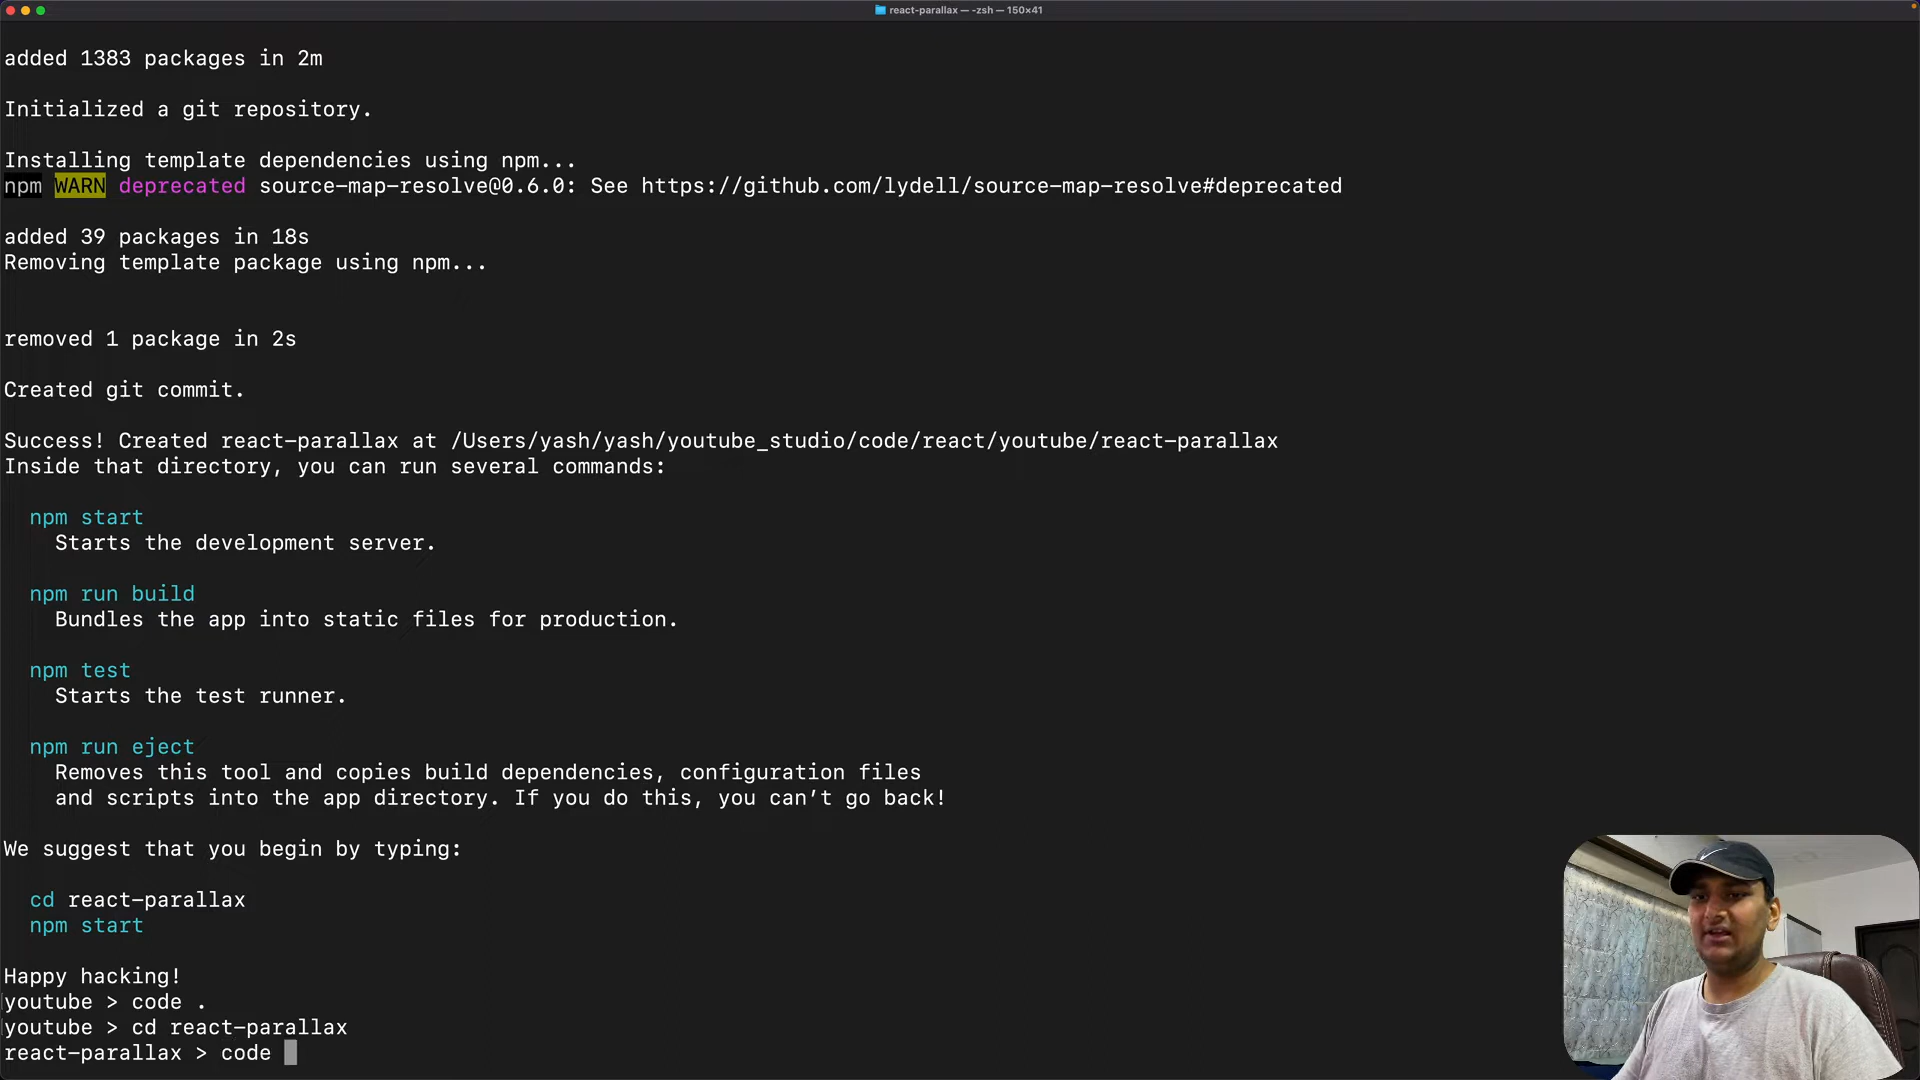 react-parallax — -zsh — 150×41
added 1383 packages in 2m
Initialized a git repository.
Installing template dependencies using npm...
npm WARN deprecated source-map-resolve@0.6.0: See https://github.com/lydell/source-map-resolve#deprecated
added 39 packages in 18s
Removing template package using npm...
removed 1 package in 2s
Created git commit.
Success! Created react-parallax at /Users/yash/yash/youtube_studio/code/react/youtube/react-parallax
Inside that directory, you can run several commands:
npm start
Starts the development server.
npm run build
Bundles the app into static files for production.
npm test
Starts the test runner.
npm run eject
Removes this tool and copies build dependencies, configuration files
and scripts into the app directory. If you do this, you can’t go back!
We suggest that you begin by typing:
cd react-parallax
npm start
Happy hacking!
youtube > code .
youtube > cd react-parallax
react-parallax > code